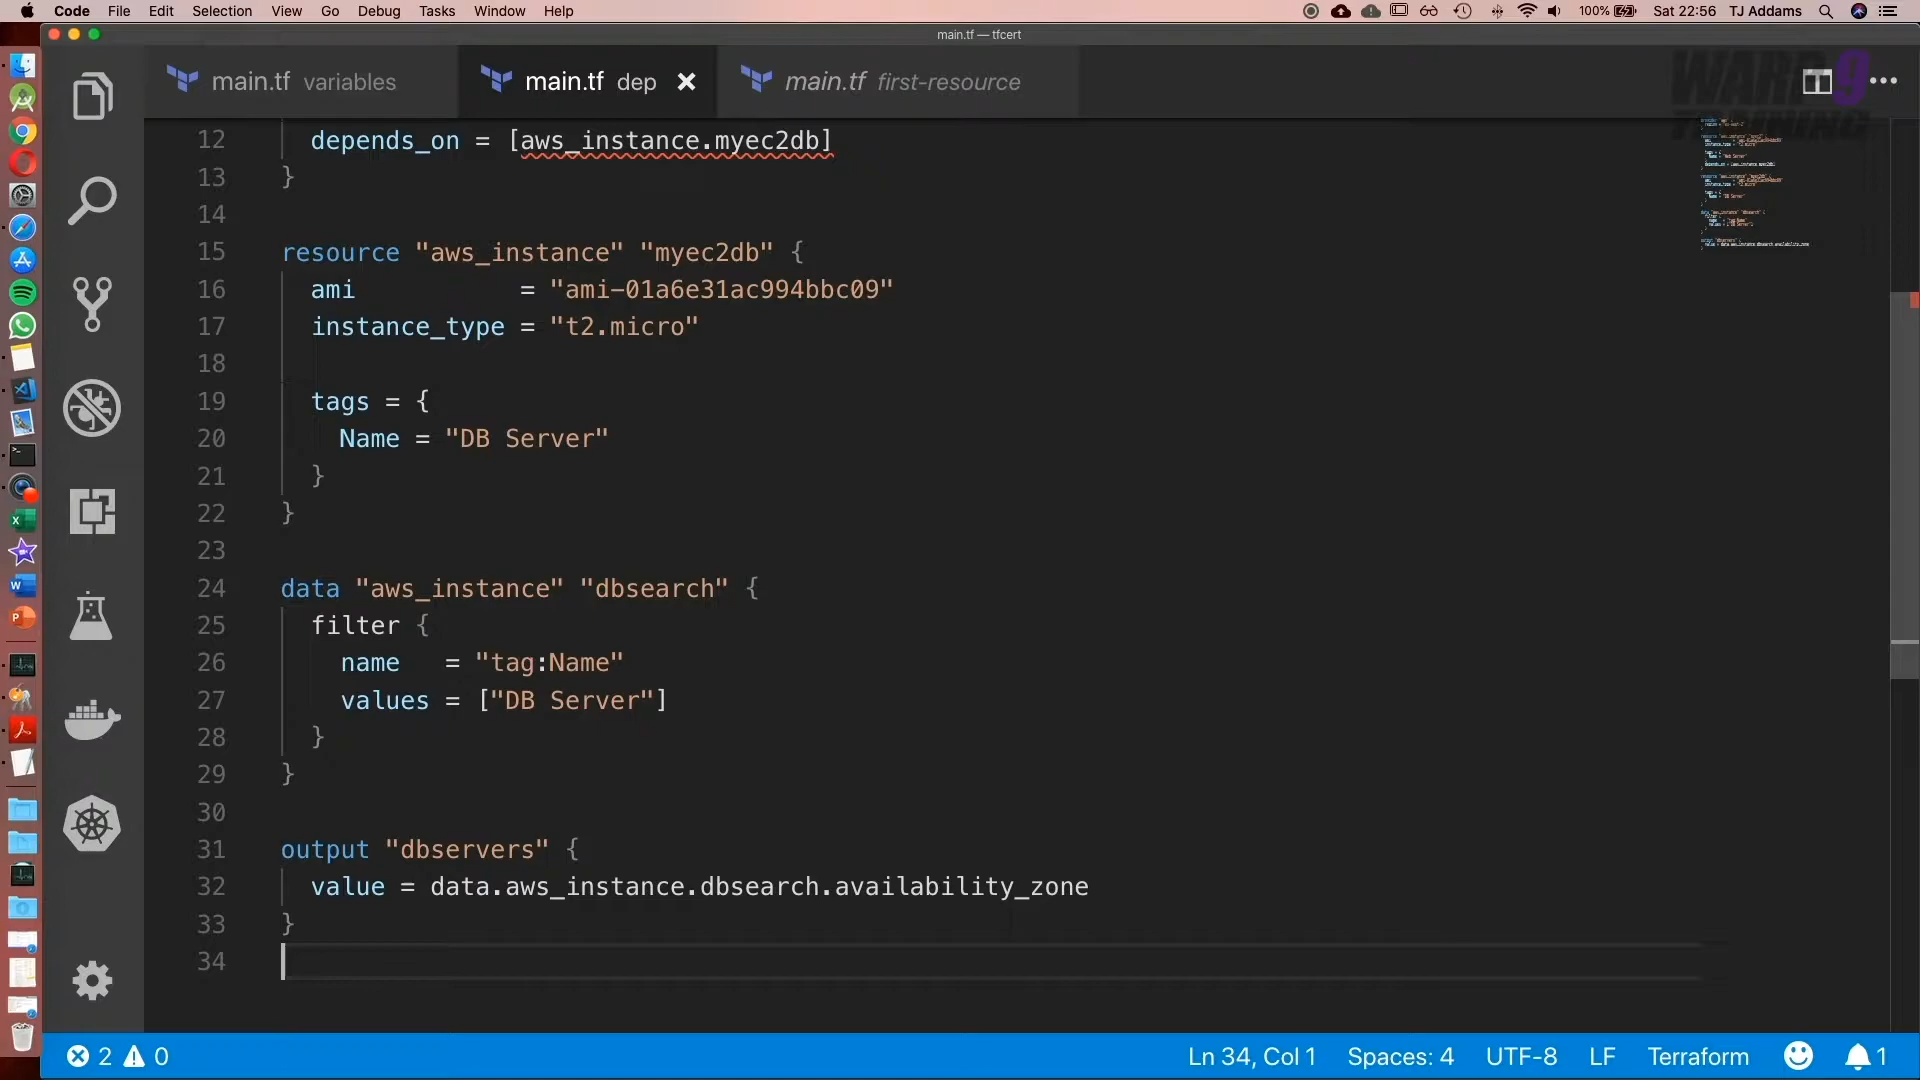 Code File Edit Selection View Go Debug Tasks Window Help 100% Sat 22:56 TJ Addams
main.tf — tfcert
main.tf variables main.tf dep main.tf first-resource
WARP 9
TRAINING
12 depends_on = [aws_instance.myec2db]
13 }
14
15 resource "aws_instance" "myec2db" {
16 ami = "ami-01a6e31ac994bbc09"
17 instance_type = "t2.micro"
18
19 tags = {
20 Name = "DB Server"
21 }
22 }
23
24 data "aws_instance" "dbsearch" {
25 filter {
26 name = "tag:Name"
27 values = ["DB Server"]
28 }
29 }
30
31 output "dbservers" {
32 value = data.aws_instance.dbsearch.availability_zone
33 }
34
2 0 Ln 34, Col 1 Spaces: 4 UTF-8 LF Terraform 1